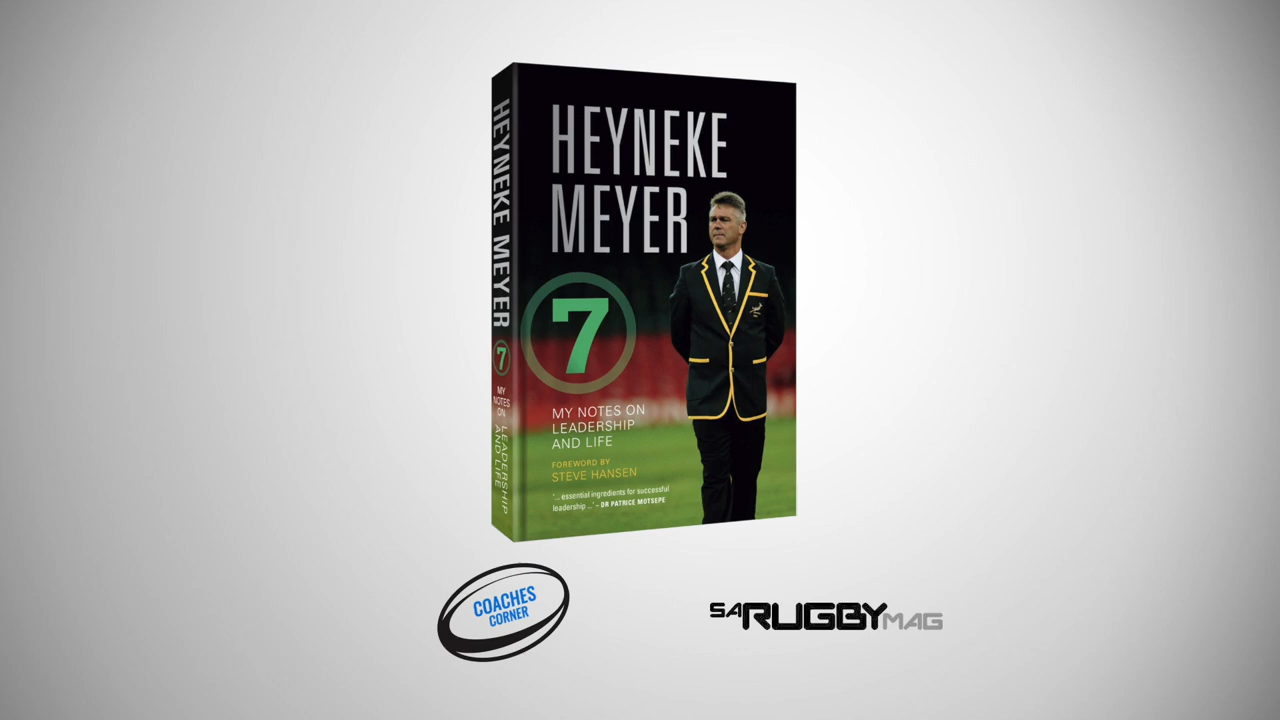 HEYNEKE
MEYER
7
MY NOTES ON
LEADERSHIP
AND LIFE
FOREWORD BY
STEVE HANSEN
'... essential ingredients for successful
leadership ...' – DR PATRICE MOTSEPE
HEYNEKE MEYER
7
MY
NOTES
ON
LEADERSHIP
AND LIFE
COACHES
CORNER
SARUGBYMAG